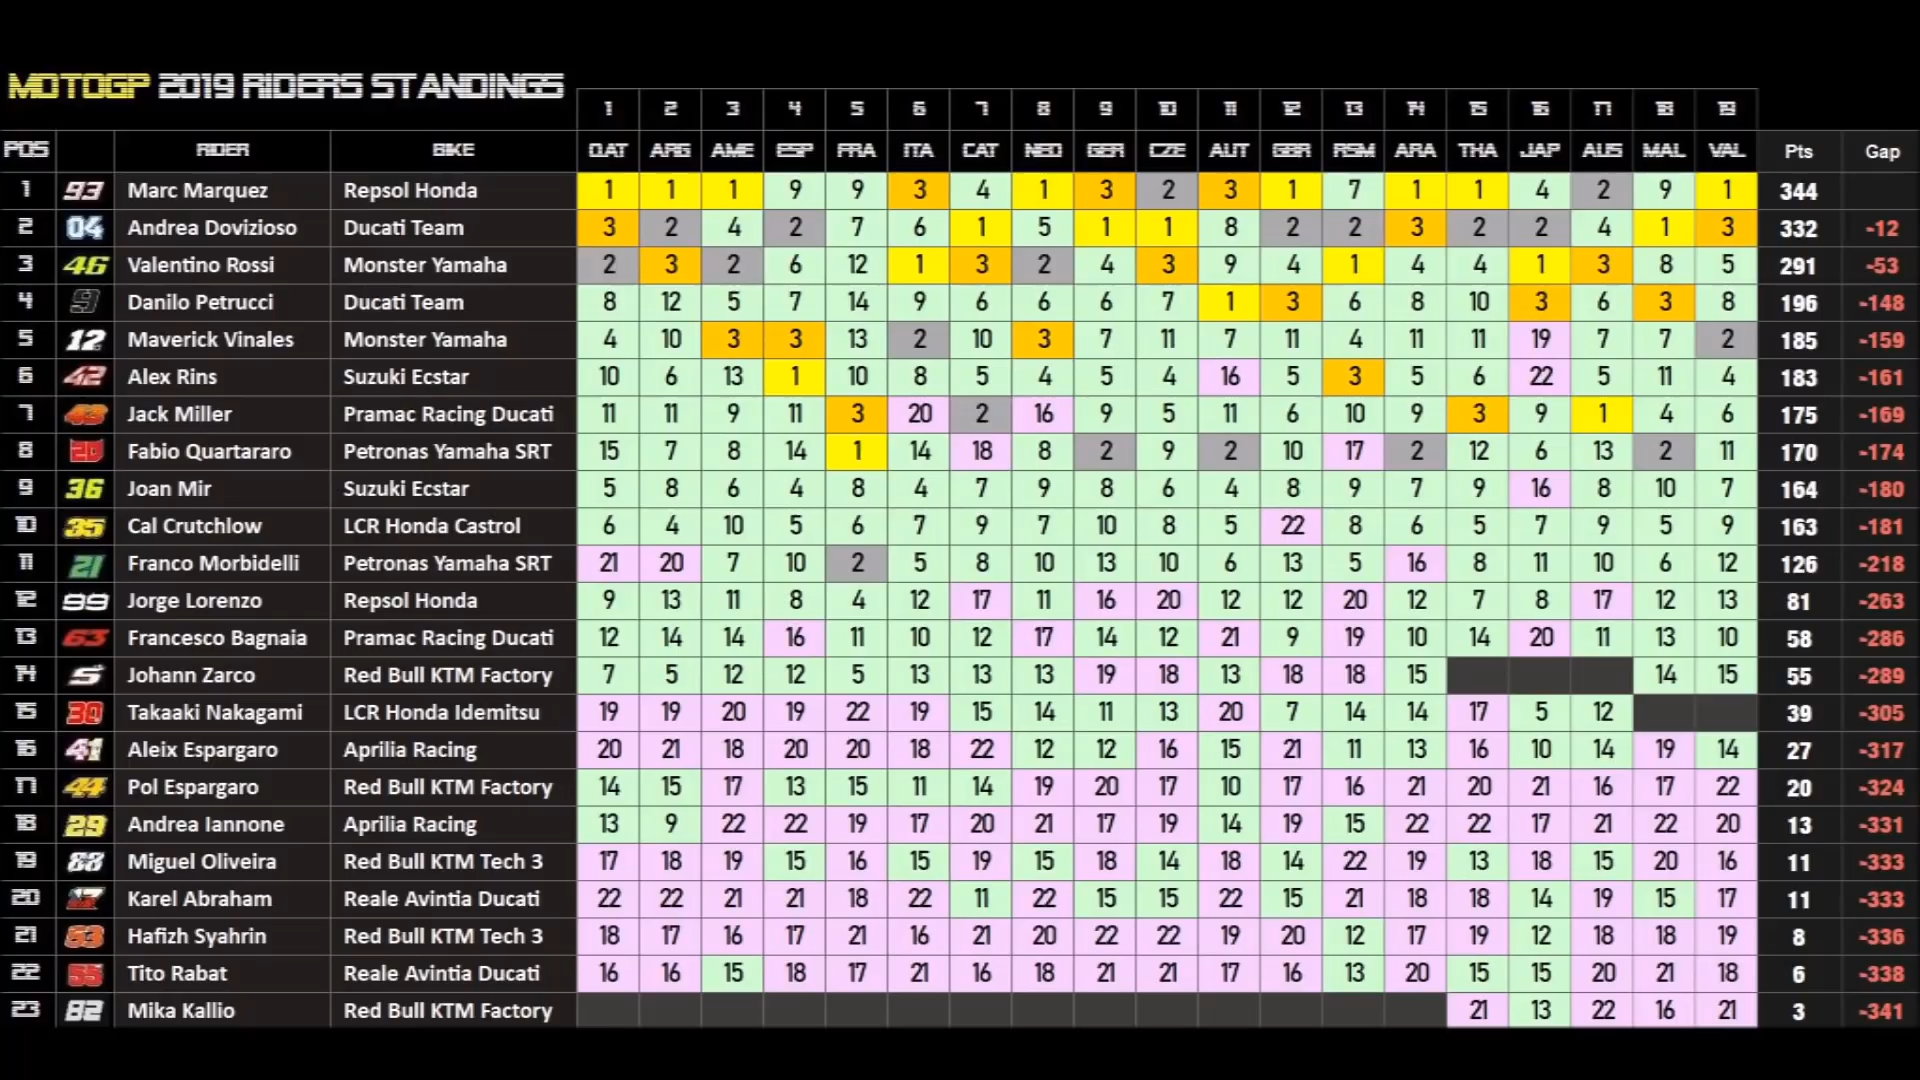 MOTOGP 2019 RIDERS STANDINGS
1 2 3 4 5 6 7 8 9 10 11 12 13 14 15 16 17 18 19
POS RIDER BIKE QAT ARG AME ESP FRA ITA CAT NED GER CZE AUT GBR RSM ARA THA JAP AUS MAL VAL Pts Gap
1 93 Marc Marquez Repsol Honda 1 1 1 9 9 3 4 1 3 2 3 1 7 1 1 4 2 9 1 344
2 04 Andrea Dovizioso Ducati Team 3 2 4 2 7 6 1 5 1 1 8 2 2 3 2 2 4 1 3 332 -12
3 46 Valentino Rossi Monster Yamaha 2 3 2 6 12 1 3 2 4 3 9 4 1 4 4 1 3 8 5 291 -53
4 9 Danilo Petrucci Ducati Team 8 12 5 7 14 9 6 6 6 7 1 3 6 8 10 3 6 3 8 196 -148
5 12 Maverick Vinales Monster Yamaha 4 10 3 3 13 2 10 3 7 11 7 11 4 11 11 19 7 7 2 185 -159
6 42 Alex Rins Suzuki Ecstar 10 6 13 1 10 8 5 4 5 4 16 5 3 5 6 22 5 11 4 183 -161
7 43 Jack Miller Pramac Racing Ducati 11 11 9 11 3 20 2 16 9 5 11 6 10 9 3 9 1 4 6 175 -169
8 20 Fabio Quartararo Petronas Yamaha SRT 15 7 8 14 1 14 18 8 2 9 2 10 17 2 12 6 13 2 11 170 -174
9 36 Joan Mir Suzuki Ecstar 5 8 6 4 8 4 7 9 8 6 4 8 9 7 9 16 8 10 7 164 -180
10 35 Cal Crutchlow LCR Honda Castrol 6 4 10 5 6 7 9 7 10 8 5 22 8 6 5 7 9 5 9 163 -181
11 21 Franco Morbidelli Petronas Yamaha SRT 21 20 7 10 2 5 8 10 13 10 6 13 5 16 8 11 10 6 12 126 -218
12 99 Jorge Lorenzo Repsol Honda 9 13 11 8 4 12 17 11 16 20 12 12 20 12 7 8 17 12 13 81 -263
13 63 Francesco Bagnaia Pramac Racing Ducati 12 14 14 16 11 10 12 17 14 12 21 9 19 10 14 20 11 13 10 58 -286
14 5 Johann Zarco Red Bull KTM Factory 7 5 12 12 5 13 13 13 19 18 13 18 18 15 14 15 55 -289
15 30 Takaaki Nakagami LCR Honda Idemitsu 19 19 20 19 22 19 15 14 11 13 20 7 14 14 17 5 12 39 -305
16 41 Aleix Espargaro Aprilia Racing 20 21 18 20 20 18 22 12 12 16 15 21 11 13 16 10 14 19 14 27 -317
17 44 Pol Espargaro Red Bull KTM Factory 14 15 17 13 15 11 14 19 20 17 10 17 16 21 20 21 16 17 22 20 -324
18 29 Andrea Iannone Aprilia Racing 13 9 22 22 19 17 20 21 17 19 14 19 15 22 22 17 21 22 20 13 -331
19 88 Miguel Oliveira Red Bull KTM Tech 3 17 18 19 15 16 15 19 15 18 14 18 14 22 19 13 18 15 20 16 11 -333
20 17 Karel Abraham Reale Avintia Ducati 22 22 21 21 18 22 11 22 15 15 22 15 21 18 18 14 19 15 17 11 -333
21 53 Hafizh Syahrin Red Bull KTM Tech 3 18 17 16 17 21 16 21 20 22 22 19 20 12 17 19 12 18 18 19 8 -336
22 55 Tito Rabat Reale Avintia Ducati 16 16 15 18 17 21 16 18 21 21 17 16 13 20 15 15 20 21 18 6 -338
23 82 Mika Kallio Red Bull KTM Factory 21 13 22 16 21 3 -341